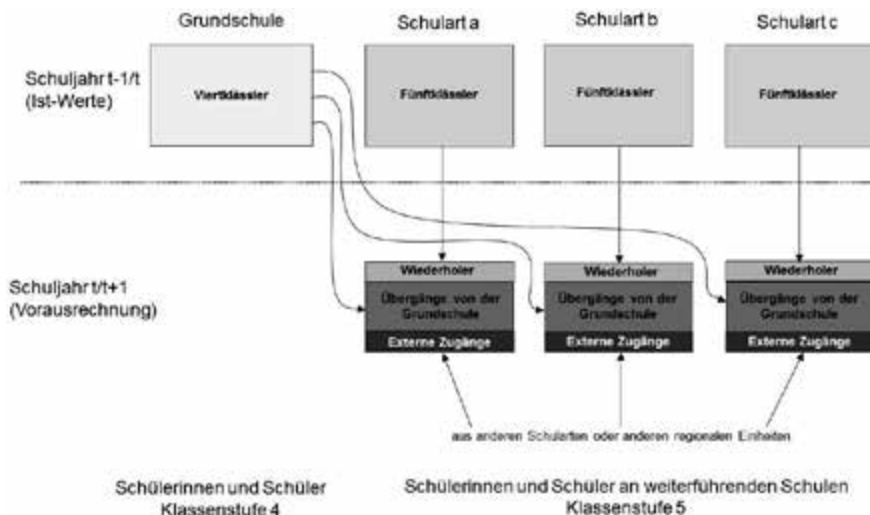 Grundschule
Schulart a
Schulart b
Schulart c
Schuljahr t-1/t
(Ist-Werte)
Viertklässler
Fünftklässler
Fünftklässler
Fünftklässler
Schuljahr t/t+1
(Vorausrechnung)
Wiederholer
Übergänge von der
Grundschule
Externe Zugänge
Wiederholer
Übergänge von der
Grundschule
Externe Zugänge
Wiederholer
Übergänge von der
Grundschule
Externe Zugänge
aus anderen Schularten oder anderen regionalen Einheiten
Schülerinnen und Schüler
Klassenstufe 4
Schülerinnen und Schüler an weiterführenden Schulen
Klassenstufe 5